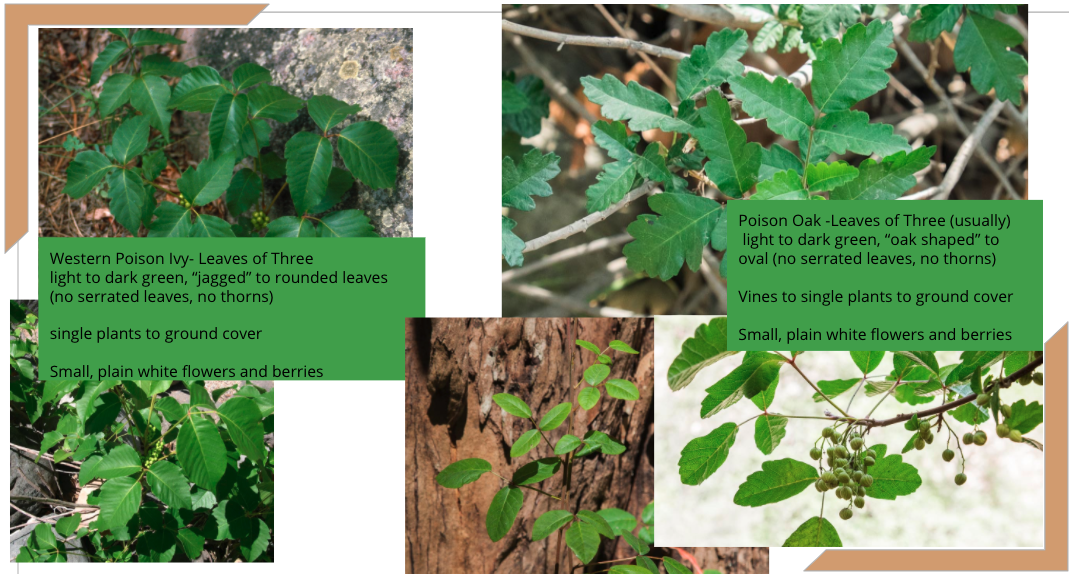 Western Poison Ivy- Leaves of Three
light to dark green, “jagged” to rounded leaves
(no serrated leaves, no thorns)
single plants to ground cover
Small, plain white flowers and berries
Poison Oak -Leaves of Three (usually)
light to dark green, “oak shaped” to
oval (no serrated leaves, no thorns)
Vines to single plants to ground cover
Small, plain white flowers and berries